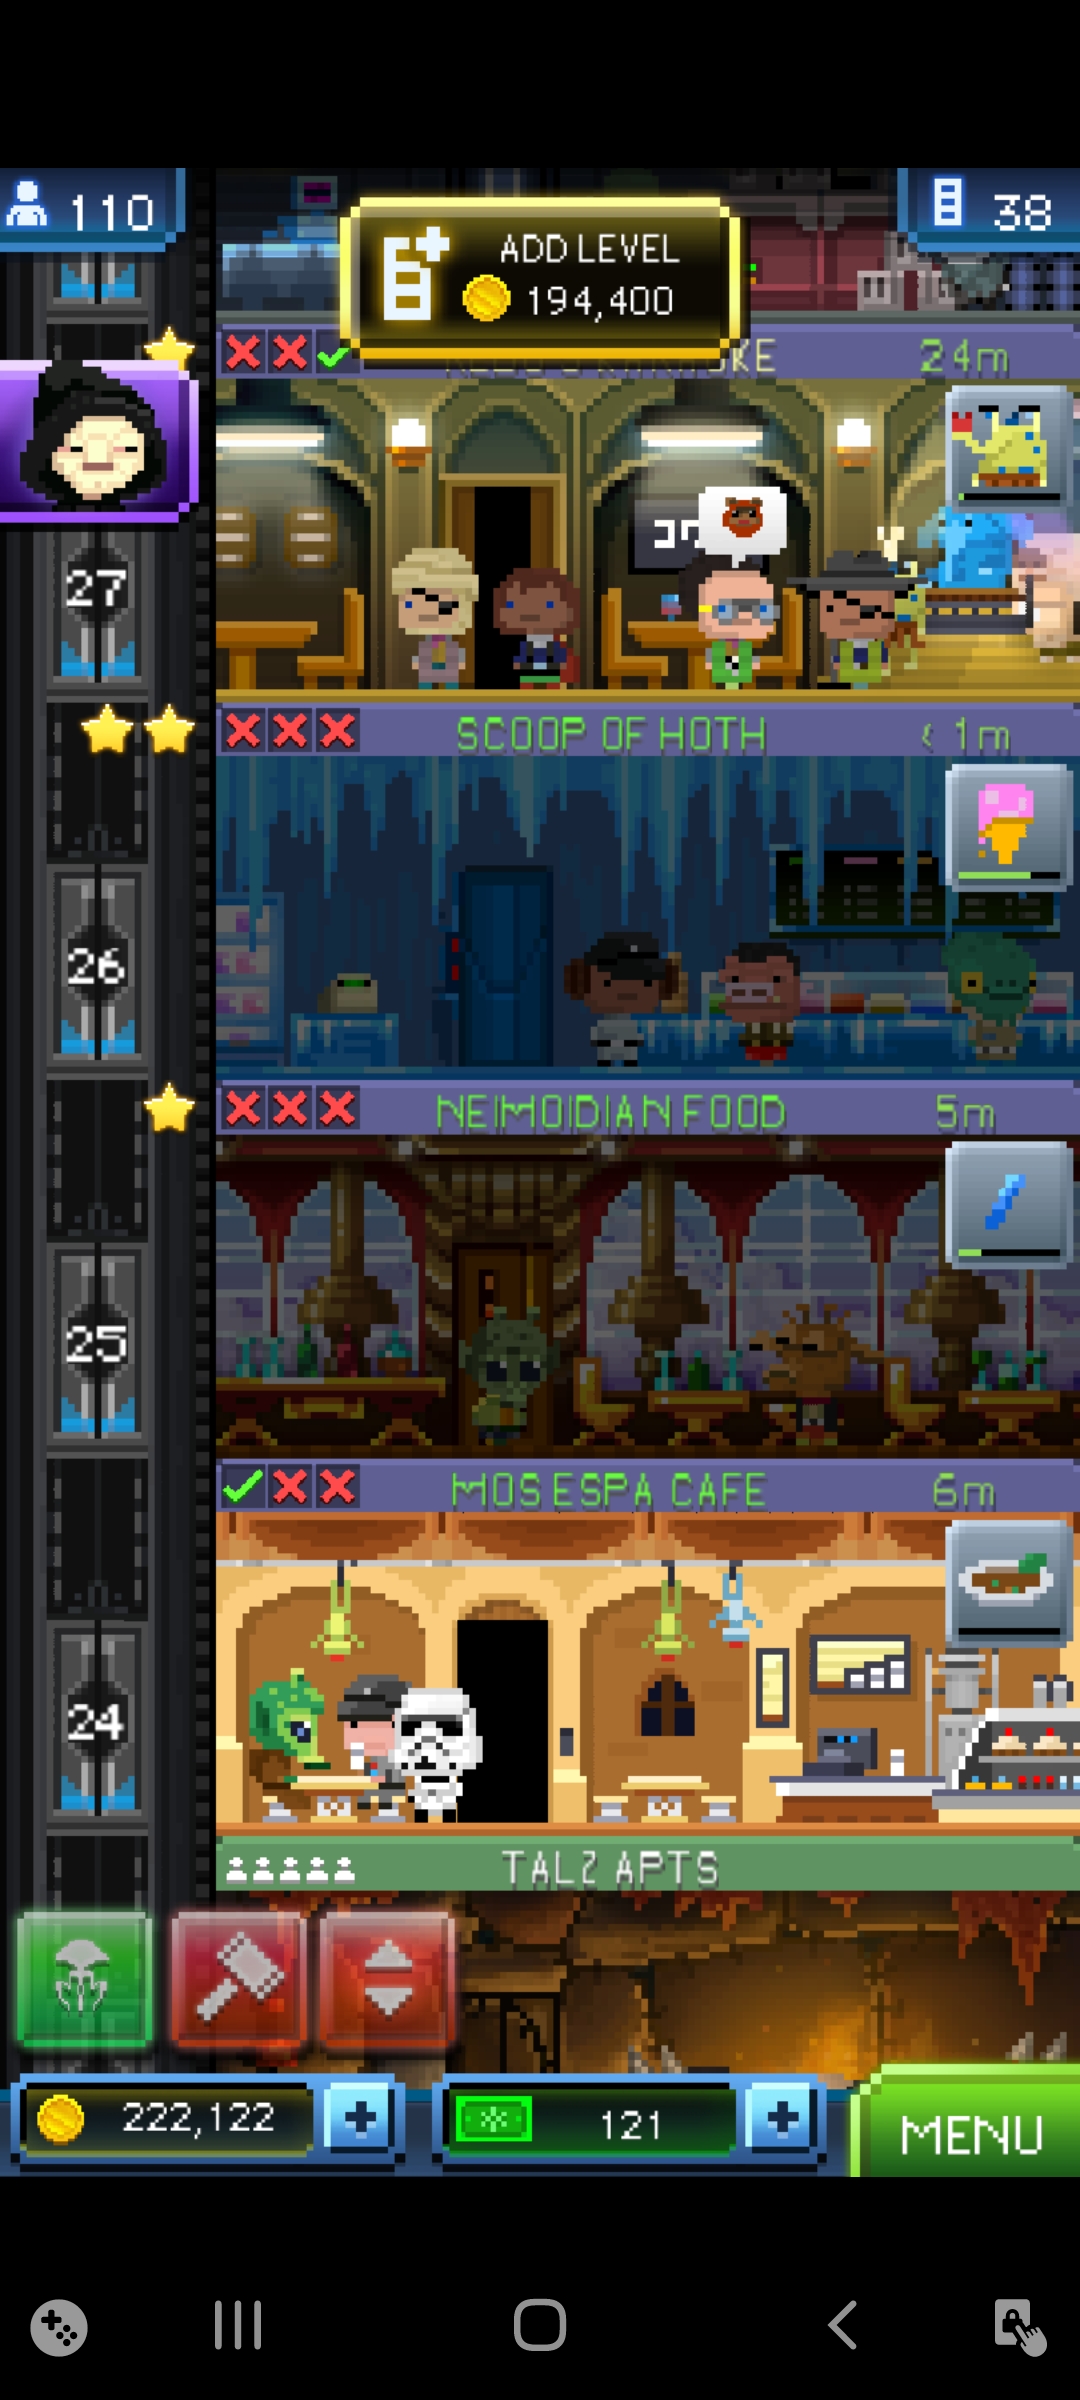 110
ADD LEVEL
194,400
38
KE
24m
27
SCOOP OF HOTH
< 1m
26
NEIMOIDIAN FOOD
5m
25
MOS ESPA CAFE
6m
24
TALZ APTS
222,122
121
MENU